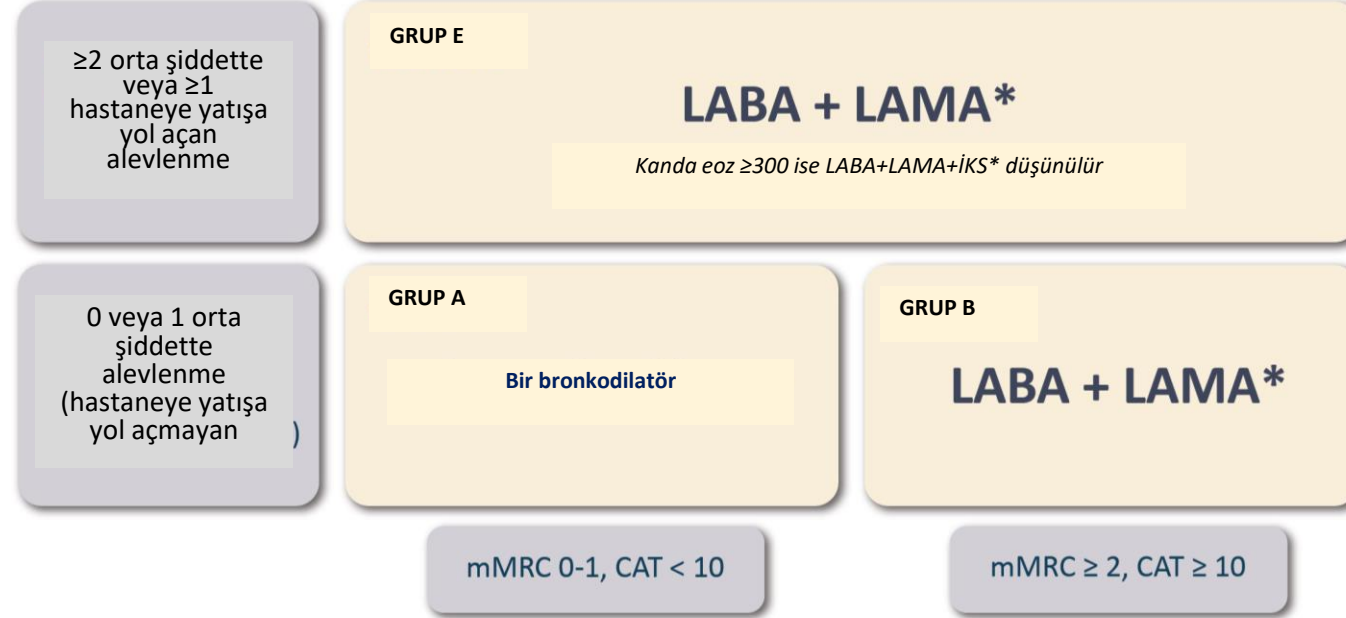 ≥2 orta şiddette
veya ≥1
hastaneye yatışa
yol açan
alevlenme
GRUP E
LABA + LAMA*
Kanda eoz ≥300 ise LABA+LAMA+İKS* düşünülür
0 veya 1 orta
şiddette
alevlenme
(hastaneye yatışa
yol açmayan )
GRUP A
Bir bronkodilatör
GRUP B
LABA + LAMA*
mMRC 0-1, CAT < 10
mMRC ≥ 2, CAT ≥ 10